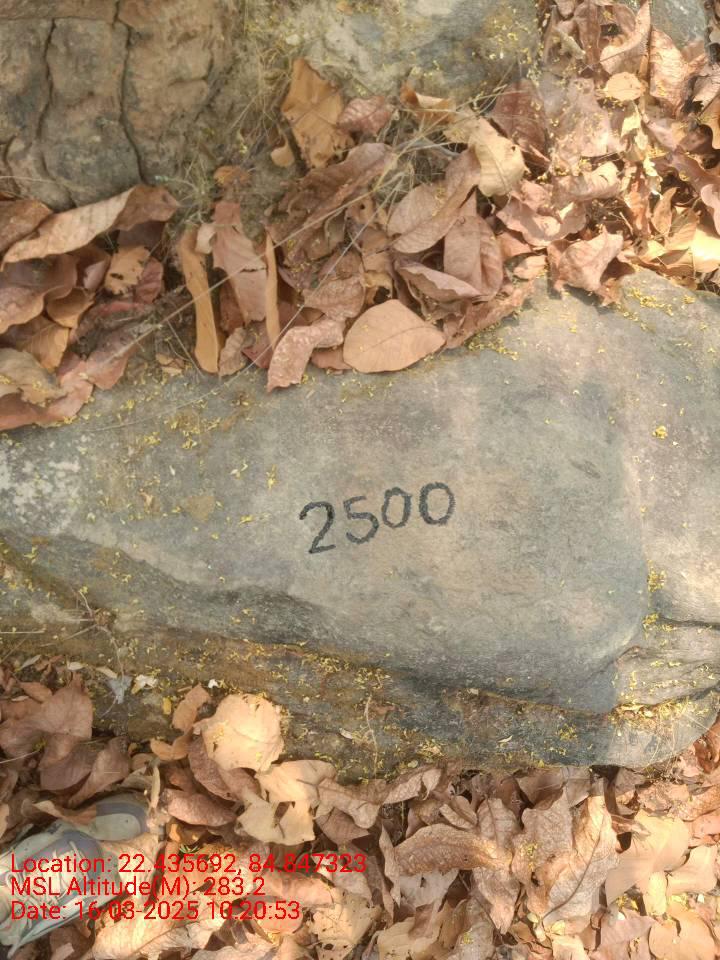 2500
Location: 22.435692, 84.847323
MSL Altitude(M): 283.2
Date: 16-03-2025 10:20:53